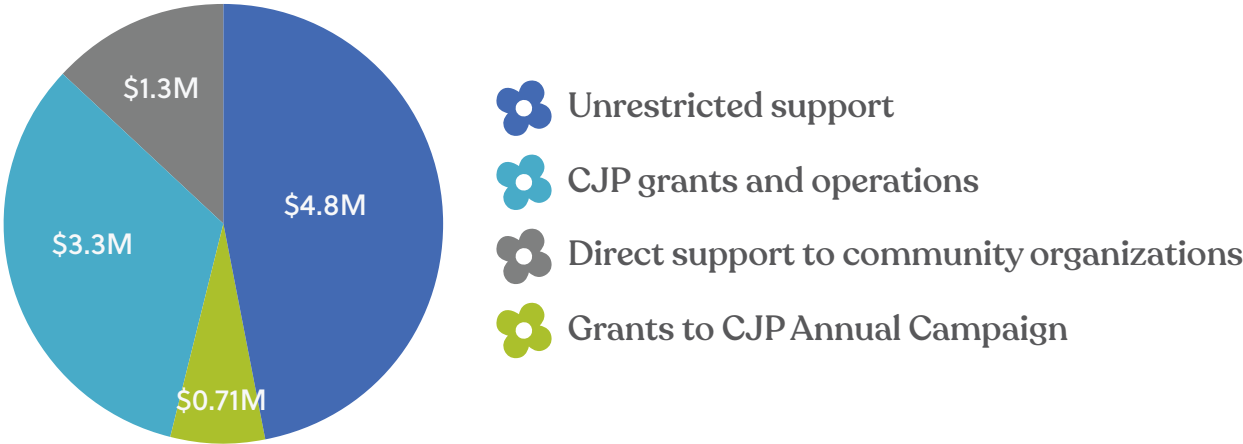 $1.3M
$4.8M
$3.3M
$0.71M
Unrestricted support
CJP grants and operations
Direct support to community organizations
Grants to CJP Annual Campaign